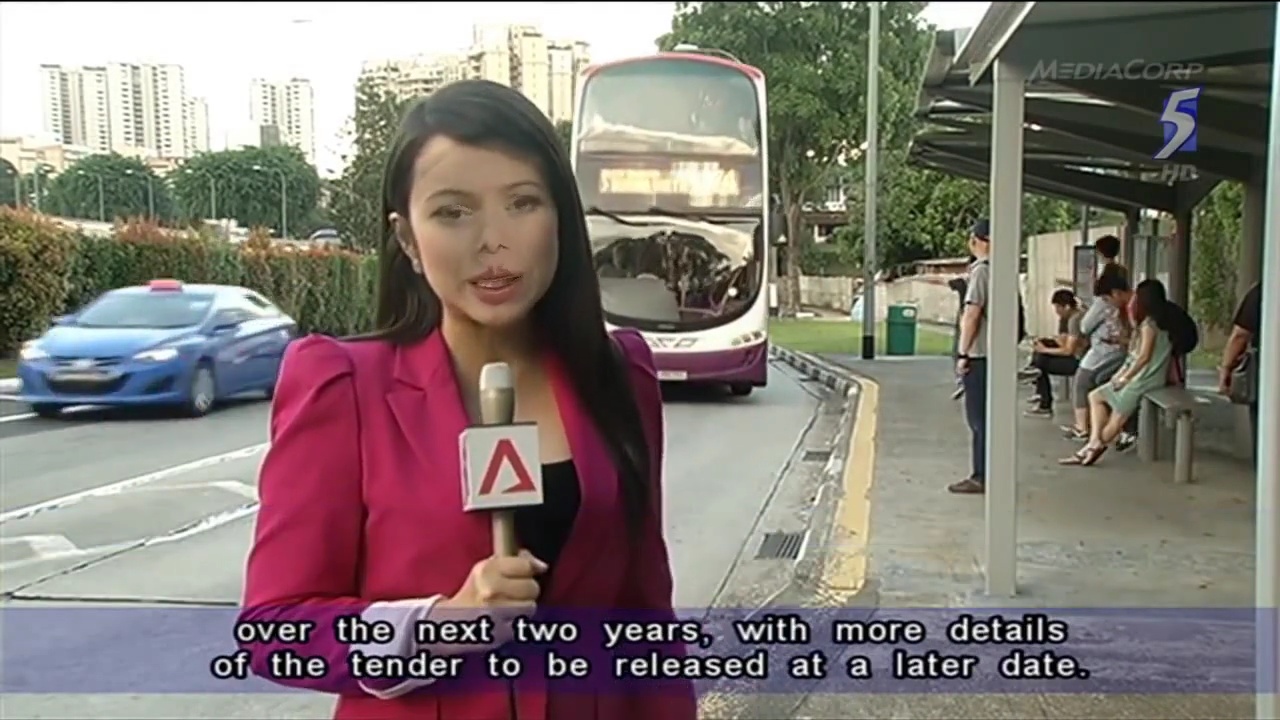 MEDIACORP
5
HD
over the next two years, with more details
of the tender to be released at a later date.